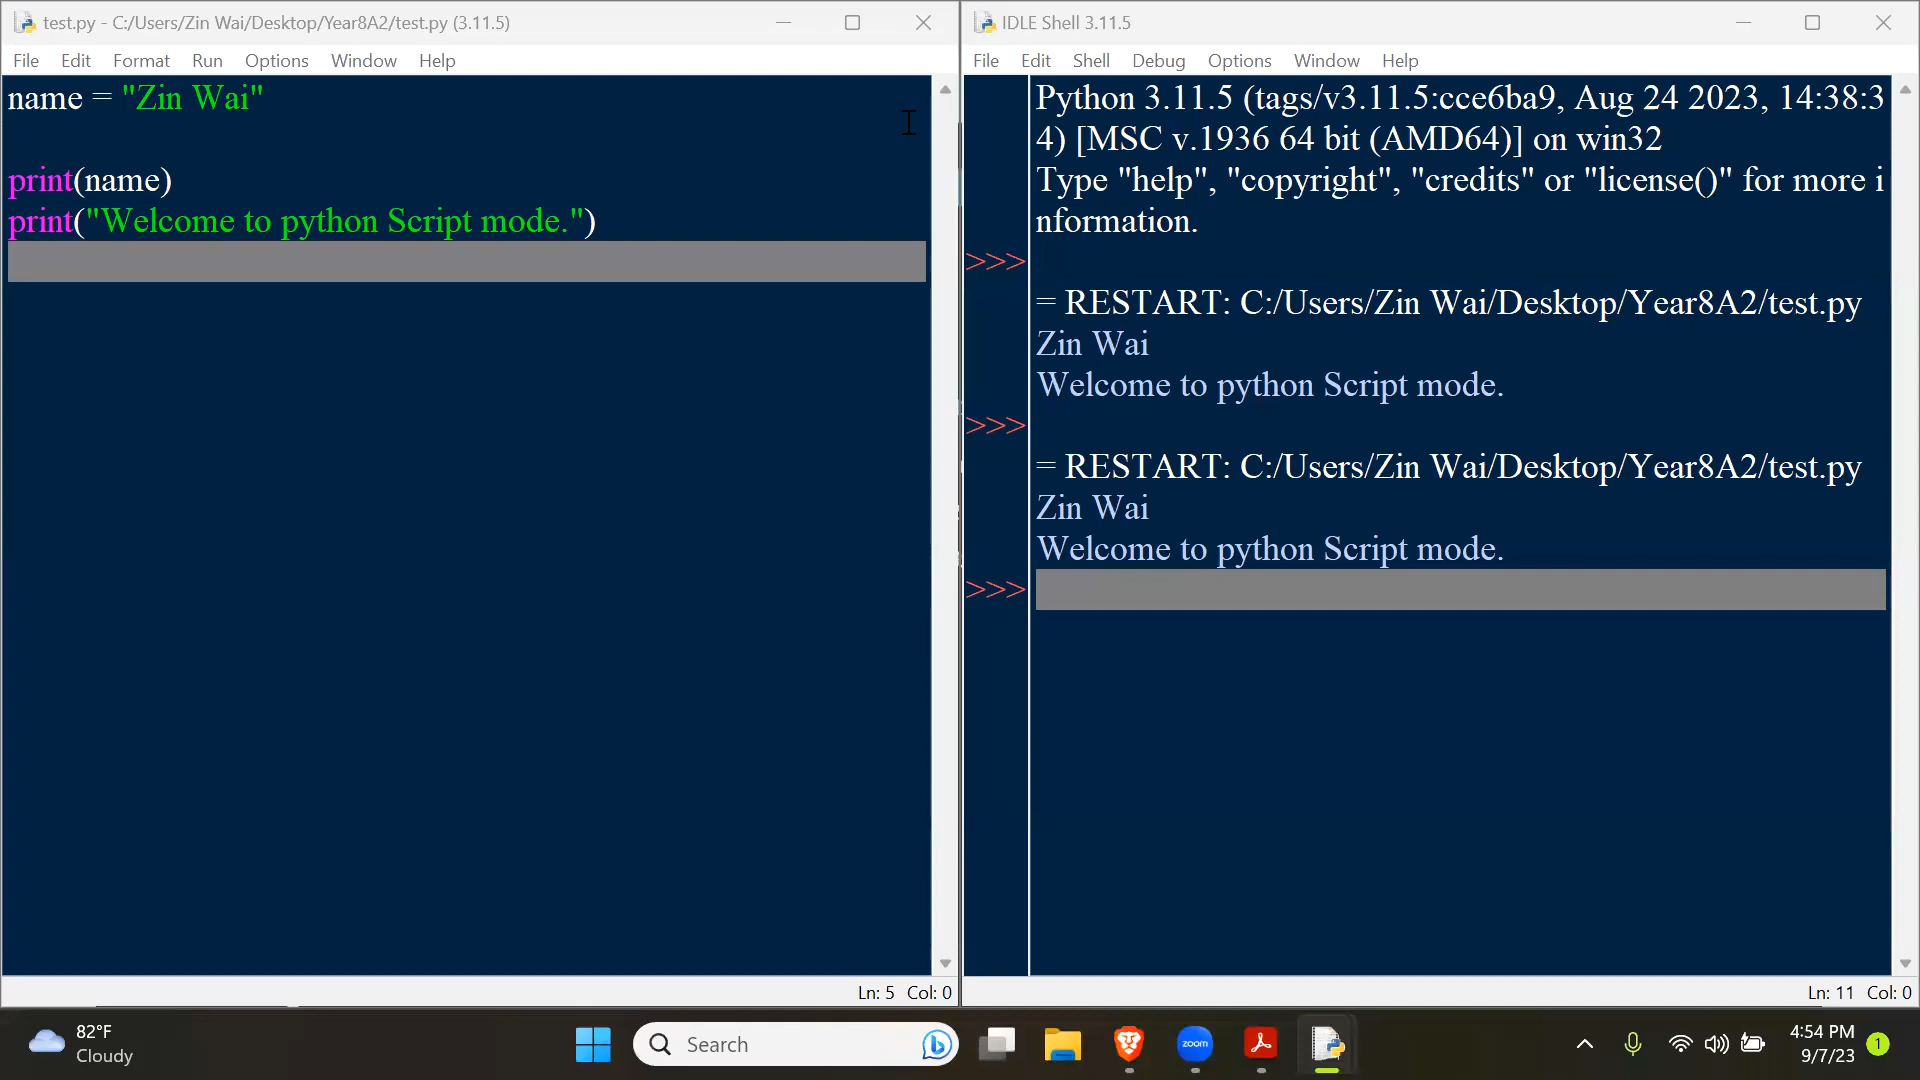 test.py - C:/Users/Zin Wai/Desktop/Year8A2/test.py (3.11.5)
File Edit Format Run Options Window Help
name = "Zin Wai"
print(name)
print("Welcome to python Script mode.")
Ln: 5 Col: 0
IDLE Shell 3.11.5
File Edit Shell Debug Options Window Help
Python 3.11.5 (tags/v3.11.5:cce6ba9, Aug 24 2023, 14:38:3
4) [MSC v.1936 64 bit (AMD64)] on win32
Type "help", "copyright", "credits" or "license()" for more i
nformation.
>>>
= RESTART: C:/Users/Zin Wai/Desktop/Year8A2/test.py
Zin Wai
Welcome to python Script mode.
>>>
= RESTART: C:/Users/Zin Wai/Desktop/Year8A2/test.py
Zin Wai
Welcome to python Script mode.
>>>
Ln: 11 Col: 0
82°F
Cloudy
Search
zoom
4:54 PM
9/7/23
1